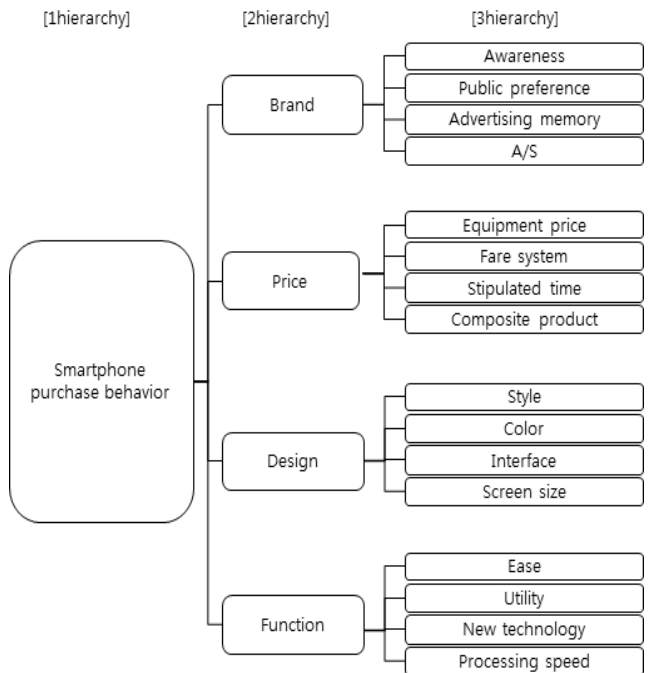 [1hierarchy] [2hierarchy] [3hierarchy]
Smartphone
purchase behavior
Brand
Awareness
Public preference
Advertising memory
A/S
Price
Equipment price
Fare system
Stipulated time
Composite product
Design
Style
Color
Interface
Screen size
Function
Ease
Utility
New technology
Processing speed